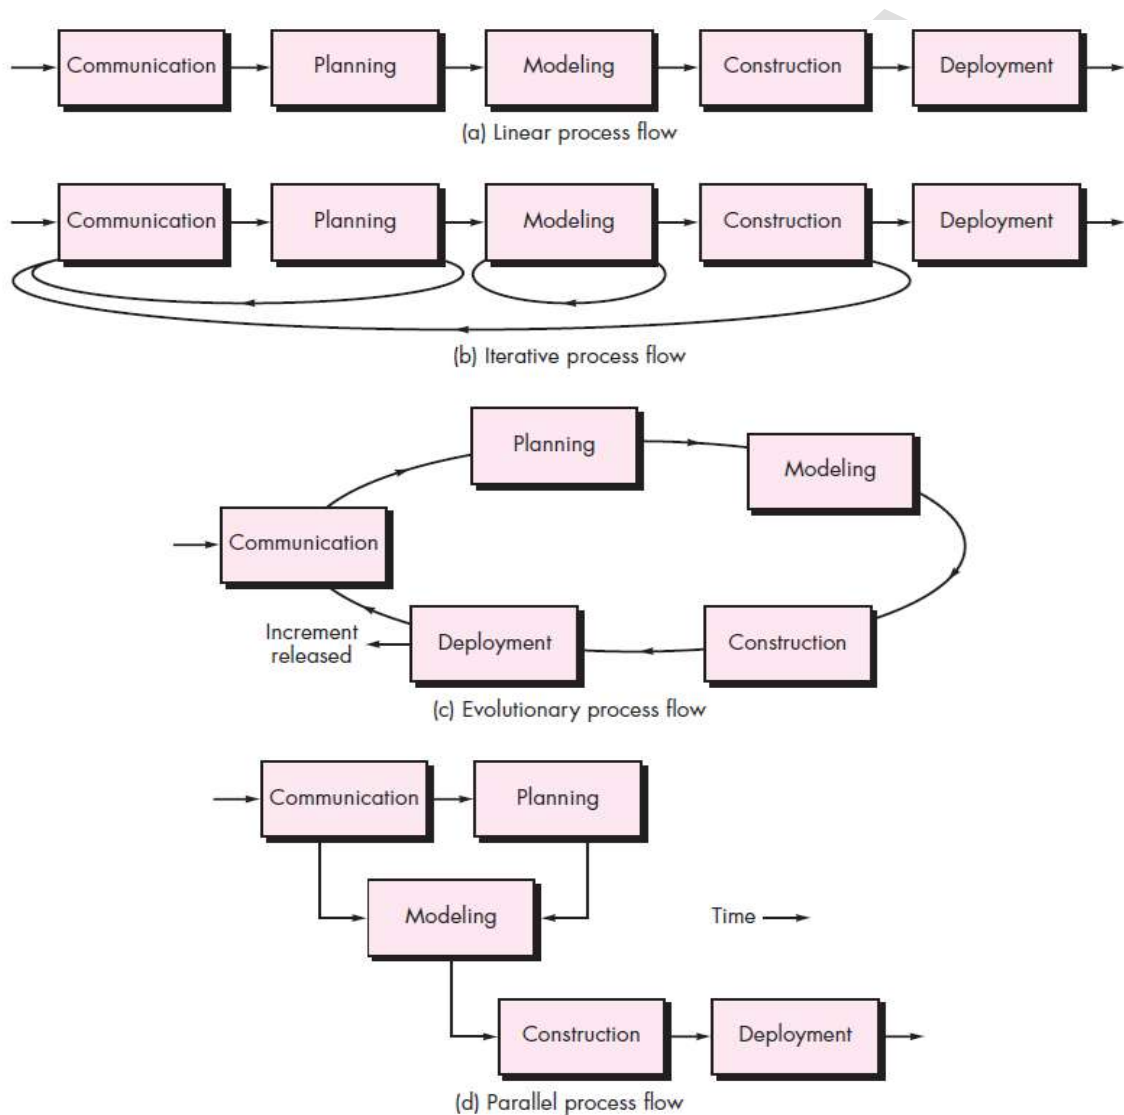 Communication
Planning
Modeling
Construction
Deployment
(a) Linear process flow
Communication
Planning
Modeling
Construction
Deployment
(b) Iterative process flow
Planning
Modeling
Communication
Increment
released
Deployment
Construction
(c) Evolutionary process flow
Communication
Planning
Modeling
Time
Construction
Deployment
(d) Parallel process flow